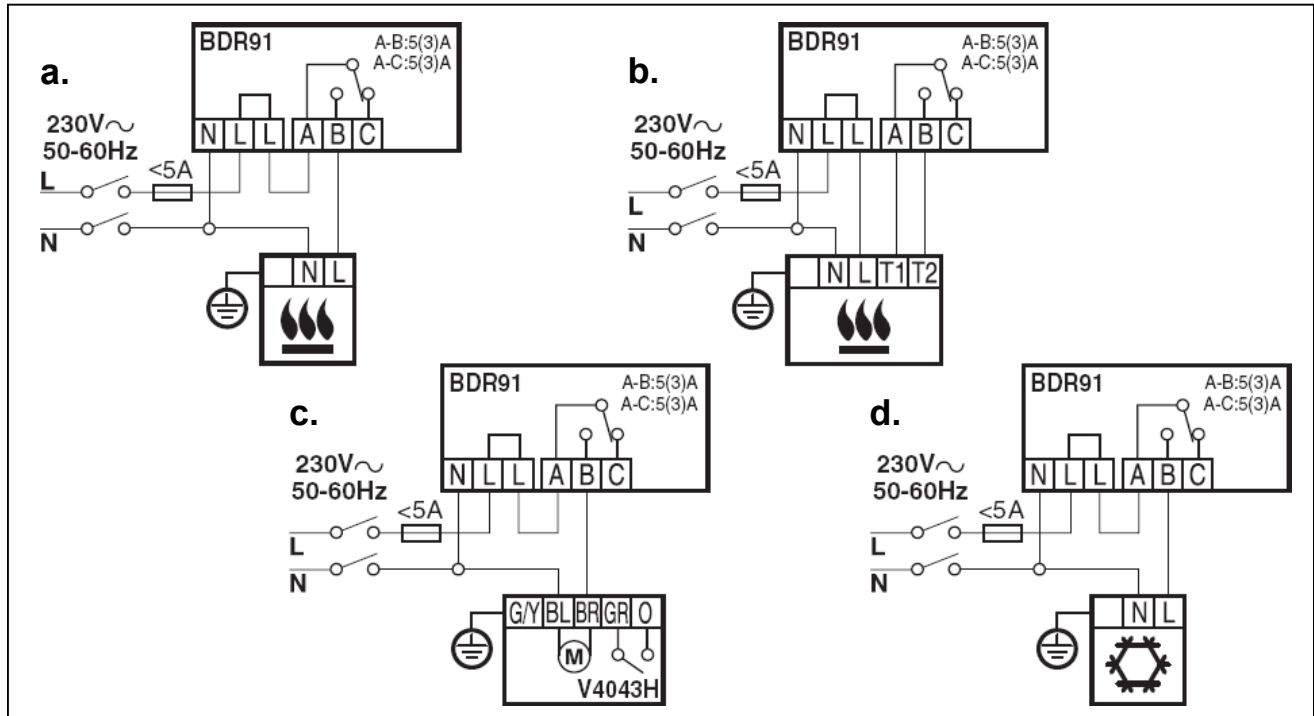 a.
BDR91
A-B:5(3)A
A-C:5(3)A
230V~
50-60Hz
N L L A B C
<5A
L
N
N L
b.
BDR91
A-B:5(3)A
A-C:5(3)A
230V~
50-60Hz
N L L A B C
<5A
L
N
N L T1 T2
c.
BDR91
A-B:5(3)A
A-C:5(3)A
230V~
50-60Hz
N L L A B C
<5A
L
N
G/Y BL BR GR O
M
V4043H
d.
BDR91
A-B:5(3)A
A-C:5(3)A
230V~
50-60Hz
N L L A B C
<5A
L
N
N L